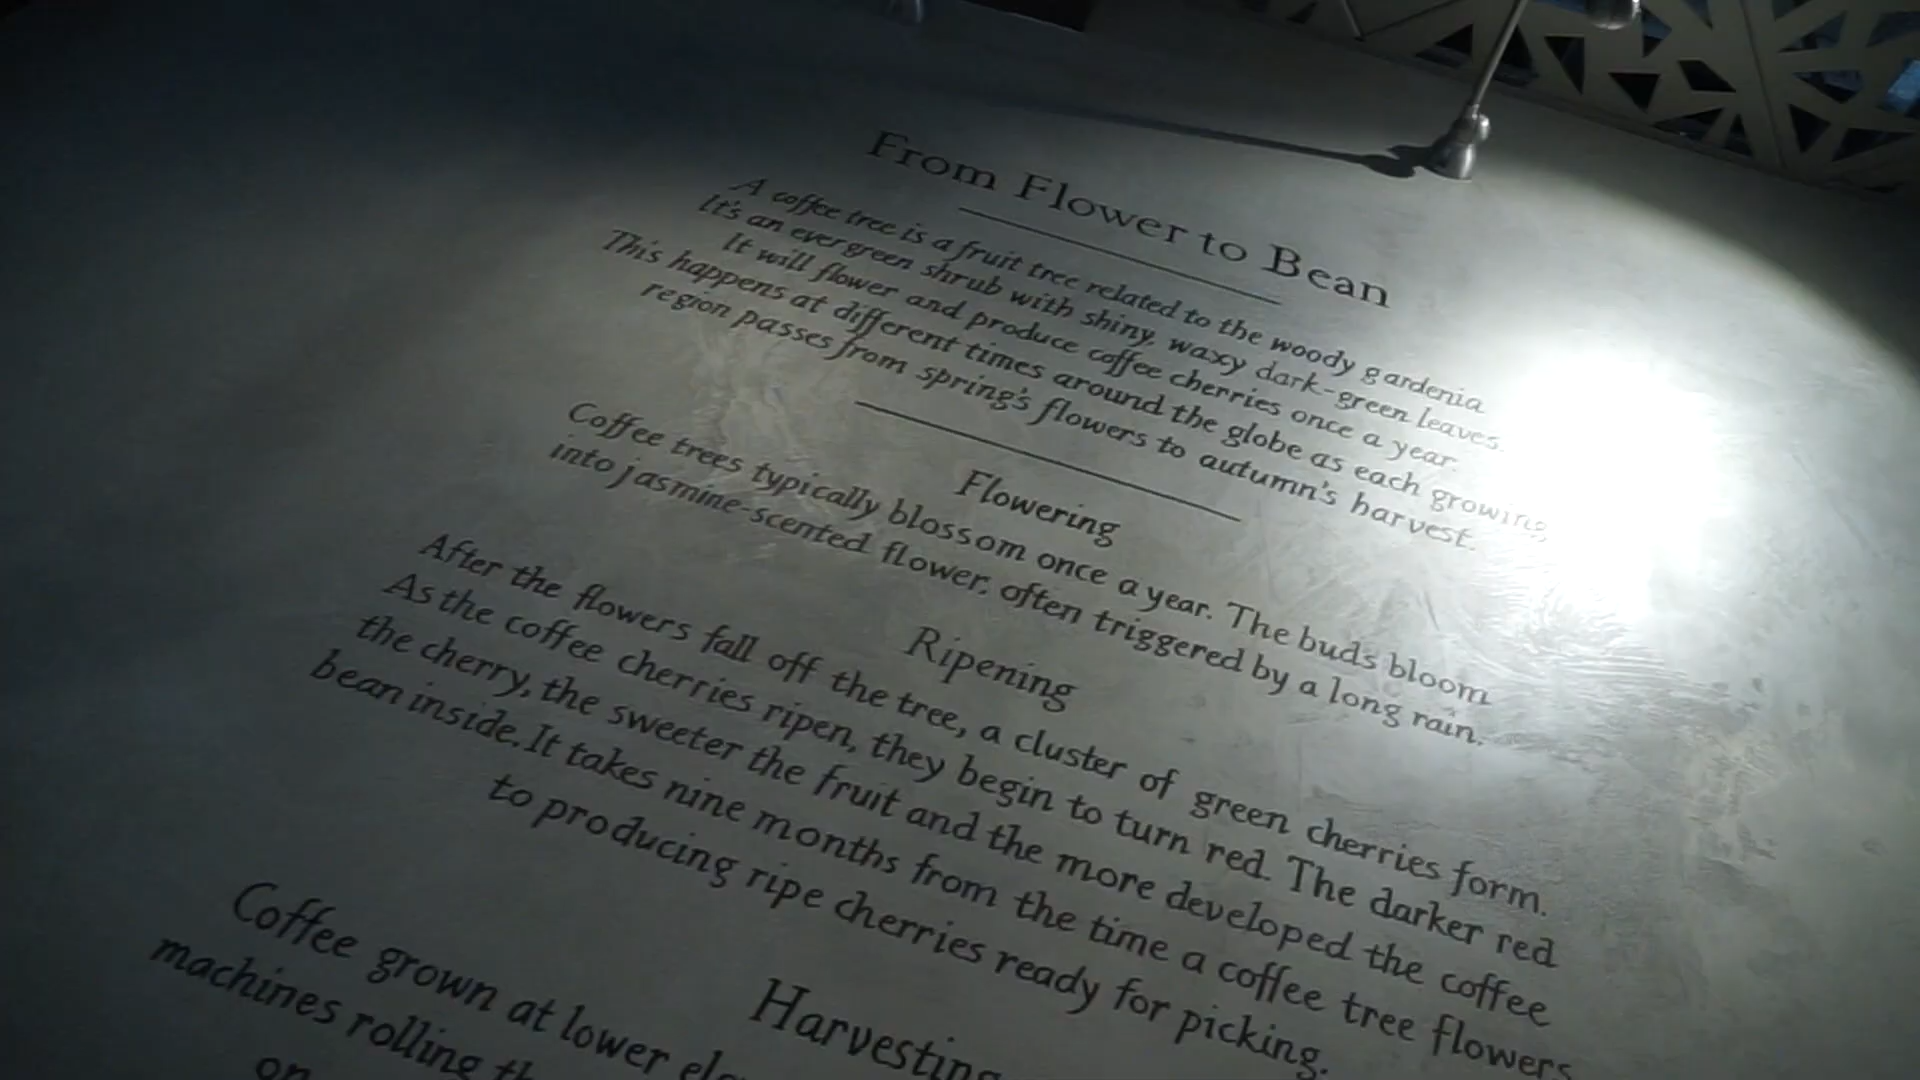 From Flower to Bean
A coffee tree is a fruit tree related to the woody gardenia
It's an evergreen shrub with shiny, waxy dark-green leaves.
It will flower and produce coffee cherries once a year.
This happens at different times around the globe as each growing
region passes from spring's flowers to autumn's harvest.
Flowering
Coffee trees typically blossom once a year. The buds bloom
into jasmine-scented flower, often triggered by a long rain.
Ripening
After the flowers fall off the tree, a cluster of green cherries form.
As the coffee cherries ripen, they begin to turn red. The darker red
the cherry, the sweeter the fruit and the more developed the coffee
bean inside. It takes nine months from the time a coffee tree flowers
to producing ripe cherries ready for picking.
Harvesting
Coffee grown at lower
machines rolling
on